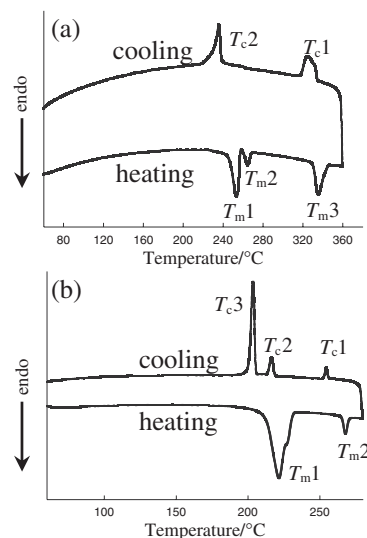 (a)
cooling
Tc2
Tc1
endo
heating
Tm1
Tm2
Tm3
80 120 160 200 240 280 320 360
Temperature/°C
(b)
Tc3
cooling
Tc2
Tc1
endo
heating
Tm1
Tm2
100 150 200 250
Temperature/°C